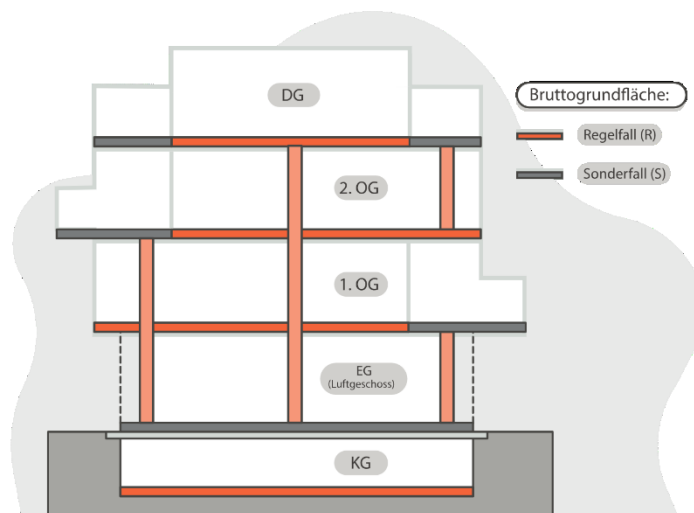 DG
Bruttogrundfläche:
Regelfall (R)
Sonderfall (S)
2. OG
1. OG
EG
(Luftgeschoss)
KG